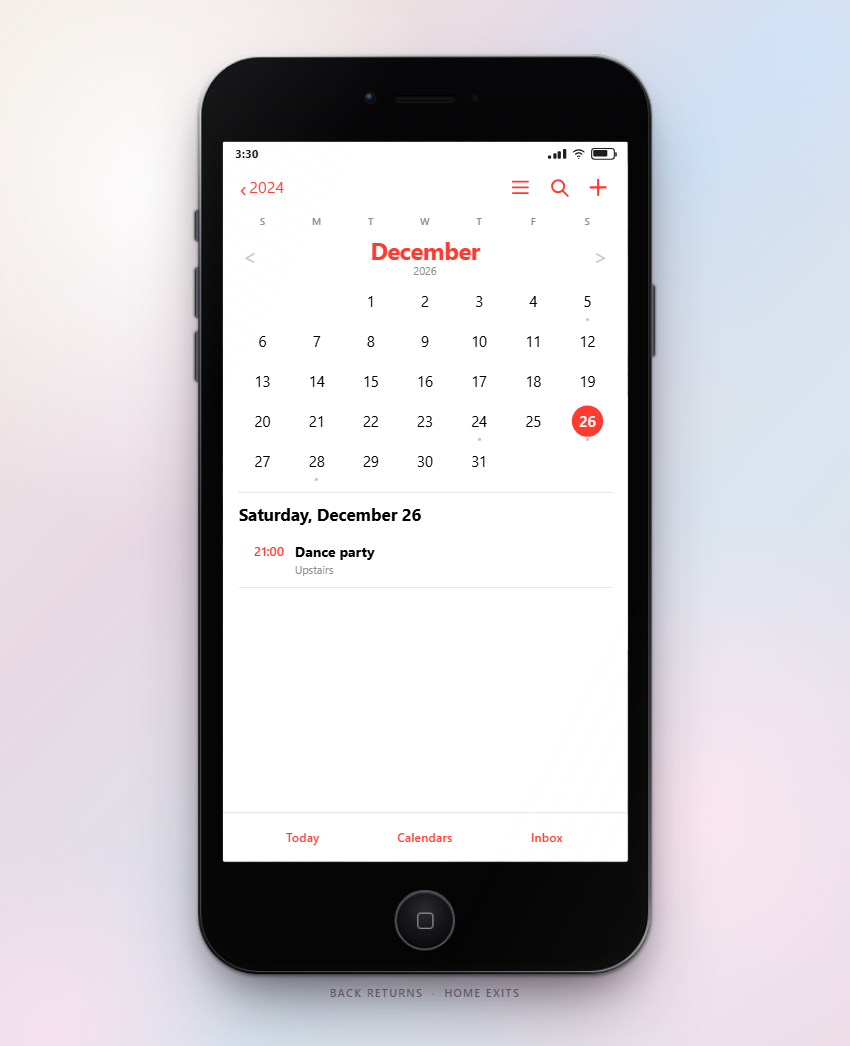 3:30
‹ 2024
S M T W T F S
< December >
2026
1 2 3 4 5
6 7 8 9 10 11 12
13 14 15 16 17 18 19
20 21 22 23 24 25 26
27 28 29 30 31
Saturday, December 26
21:00 Dance party
Upstairs
Today Calendars Inbox
BACK RETURNS · HOME EXITS